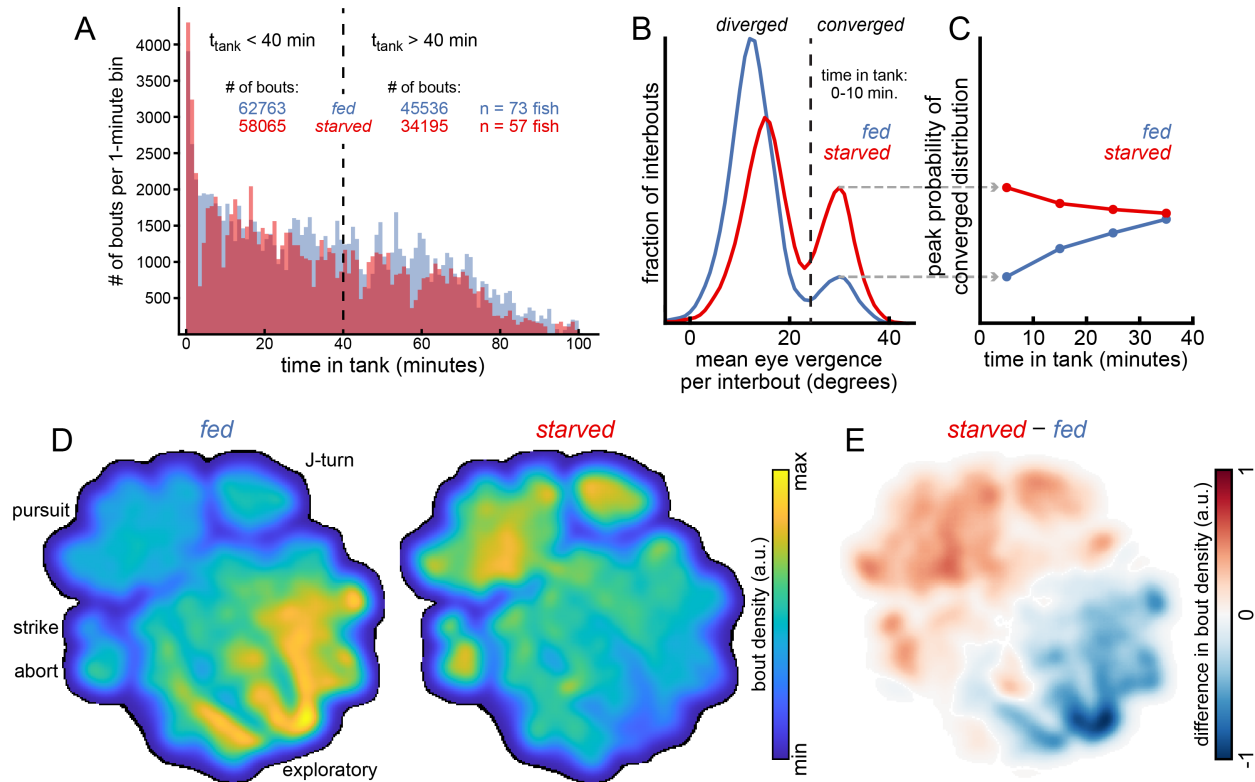 A
# of bouts per 1-minute bin
4000
3500
3000
2500
2000
1500
1000
500
t_tank < 40 min
t_tank > 40 min
# of bouts:
# of bouts:
62763 fed 45536 n = 73 fish
58065 starved 34195 n = 57 fish
0 20 40 60 80 100
time in tank (minutes)
B
diverged
converged
time in tank:
0-10 min.
fed
starved
fraction of interbouts
0 20 40
mean eye vergence
per interbout (degrees)
C
peak probability of
converged distribution
fed
starved
0 10 20 30 40
time in tank (minutes)
D
fed
starved
J-turn
pursuit
strike
abort
exploratory
max
bout density (a.u.)
min
E
starved – fed
difference in bout density (a.u.)
1
0
-1